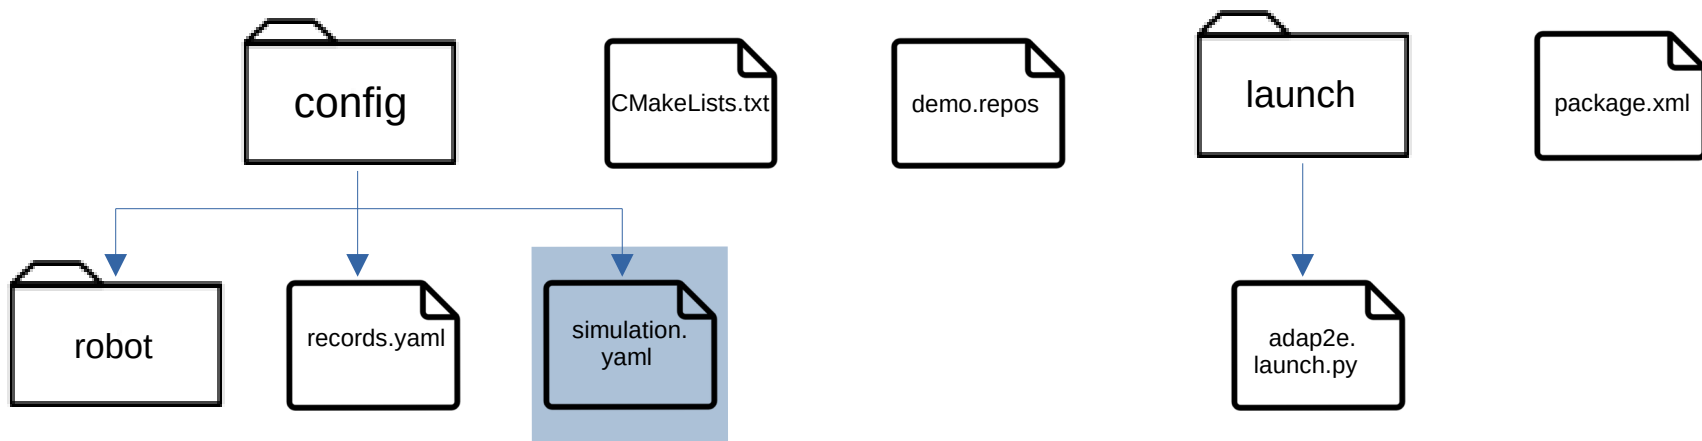 config
CMakeLists.txt
demo.repos
launch
package.xml
robot
records.yaml
simulation.
yaml
adap2e.
launch.py